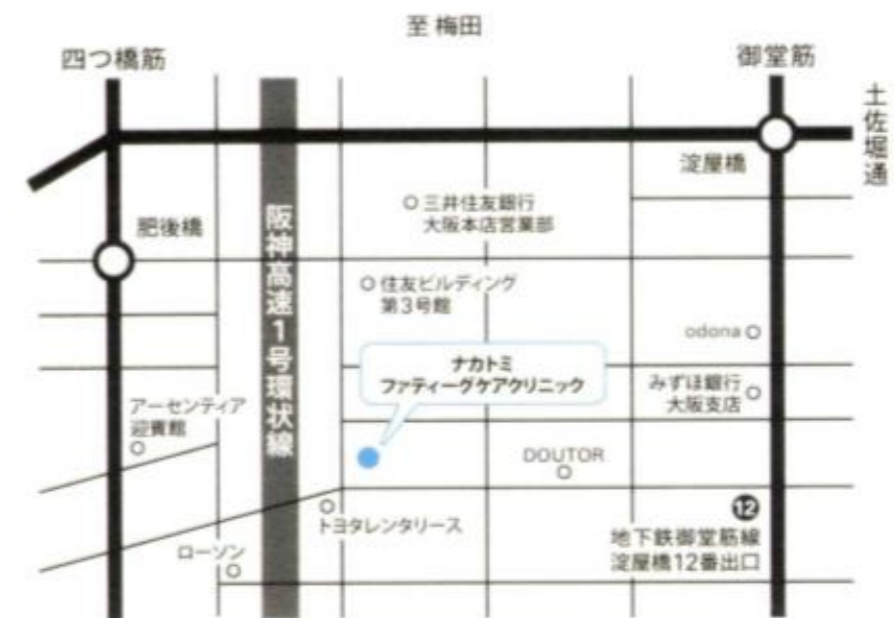 至 梅田
四つ橋筋
御堂筋
土佐堀通
淀屋橋
三井住友銀行
大阪本店営業部
肥後橋
阪神高速1号環状線
住友ビルディング
第3号館
odona
ナカトミ
ファティーグケアクリニック
みずほ銀行
大阪支店
アーセンティア
迎賓館
DOUTOR
12
トヨタレンタリース
地下鉄御堂筋線
淀屋橋12番出口
ローソン